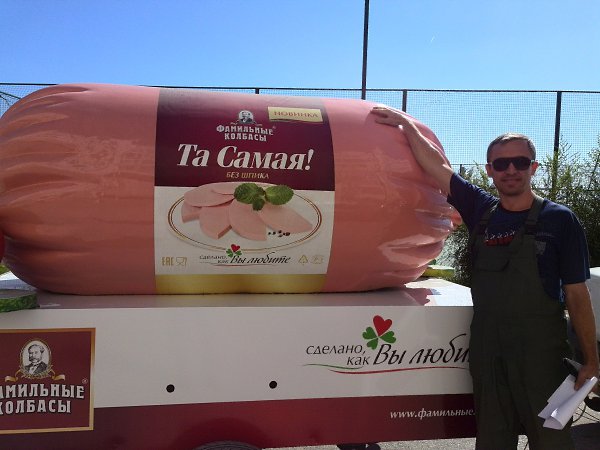 НОВИНКА
ФАМИЛЬНЫЕ
КОЛБАСЫ
Та Самая!
БЕЗ ШПИКА
EAC
сделано,
как Вы любите
сделано,
как Вы люби
ФАМИЛЬНЫЕ
КОЛБАСЫ
www.фамильные